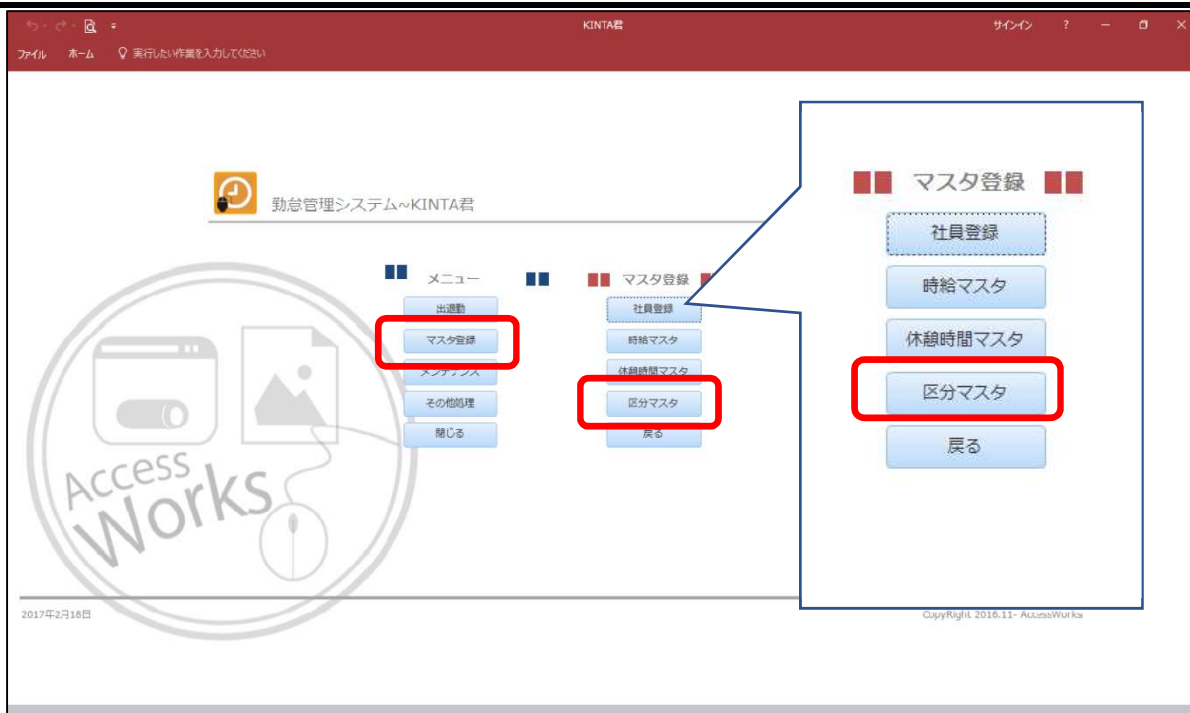 KINTA君
サインイン ? － ×
ファイル ホーム 実行したい作業を入力してください
勤怠管理システム~KINTA君
メニュー
出退勤
マスタ登録
メンテナンス
その他処理
閉じる
マスタ登録
社員登録
時給マスタ
休憩時間マスタ
区分マスタ
戻る
マスタ登録
社員登録
時給マスタ
休憩時間マスタ
区分マスタ
戻る
Access
Works
2017年2月18日
CopyRight 2016.11- AccessWorks